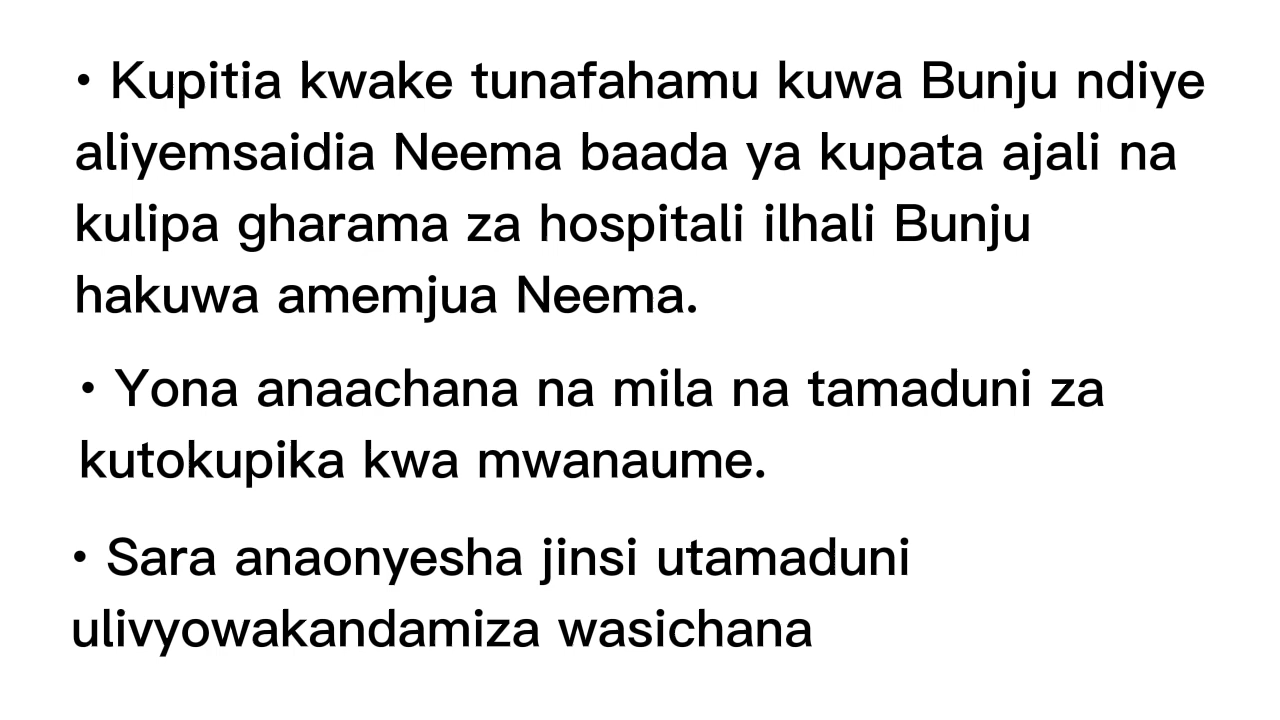 • Kupitia kwake tunafahamu kuwa Bunju ndiye
aliyemsaidia Neema baada ya kupata ajali na
kulipa gharama za hospitali ilhali Bunju
hakuwa amemjua Neema.
• Yona anaachana na mila na tamaduni za
kutokupika kwa mwanaume.
• Sara anaonyesha jinsi utamaduni
ulivyowakandamiza wasichana